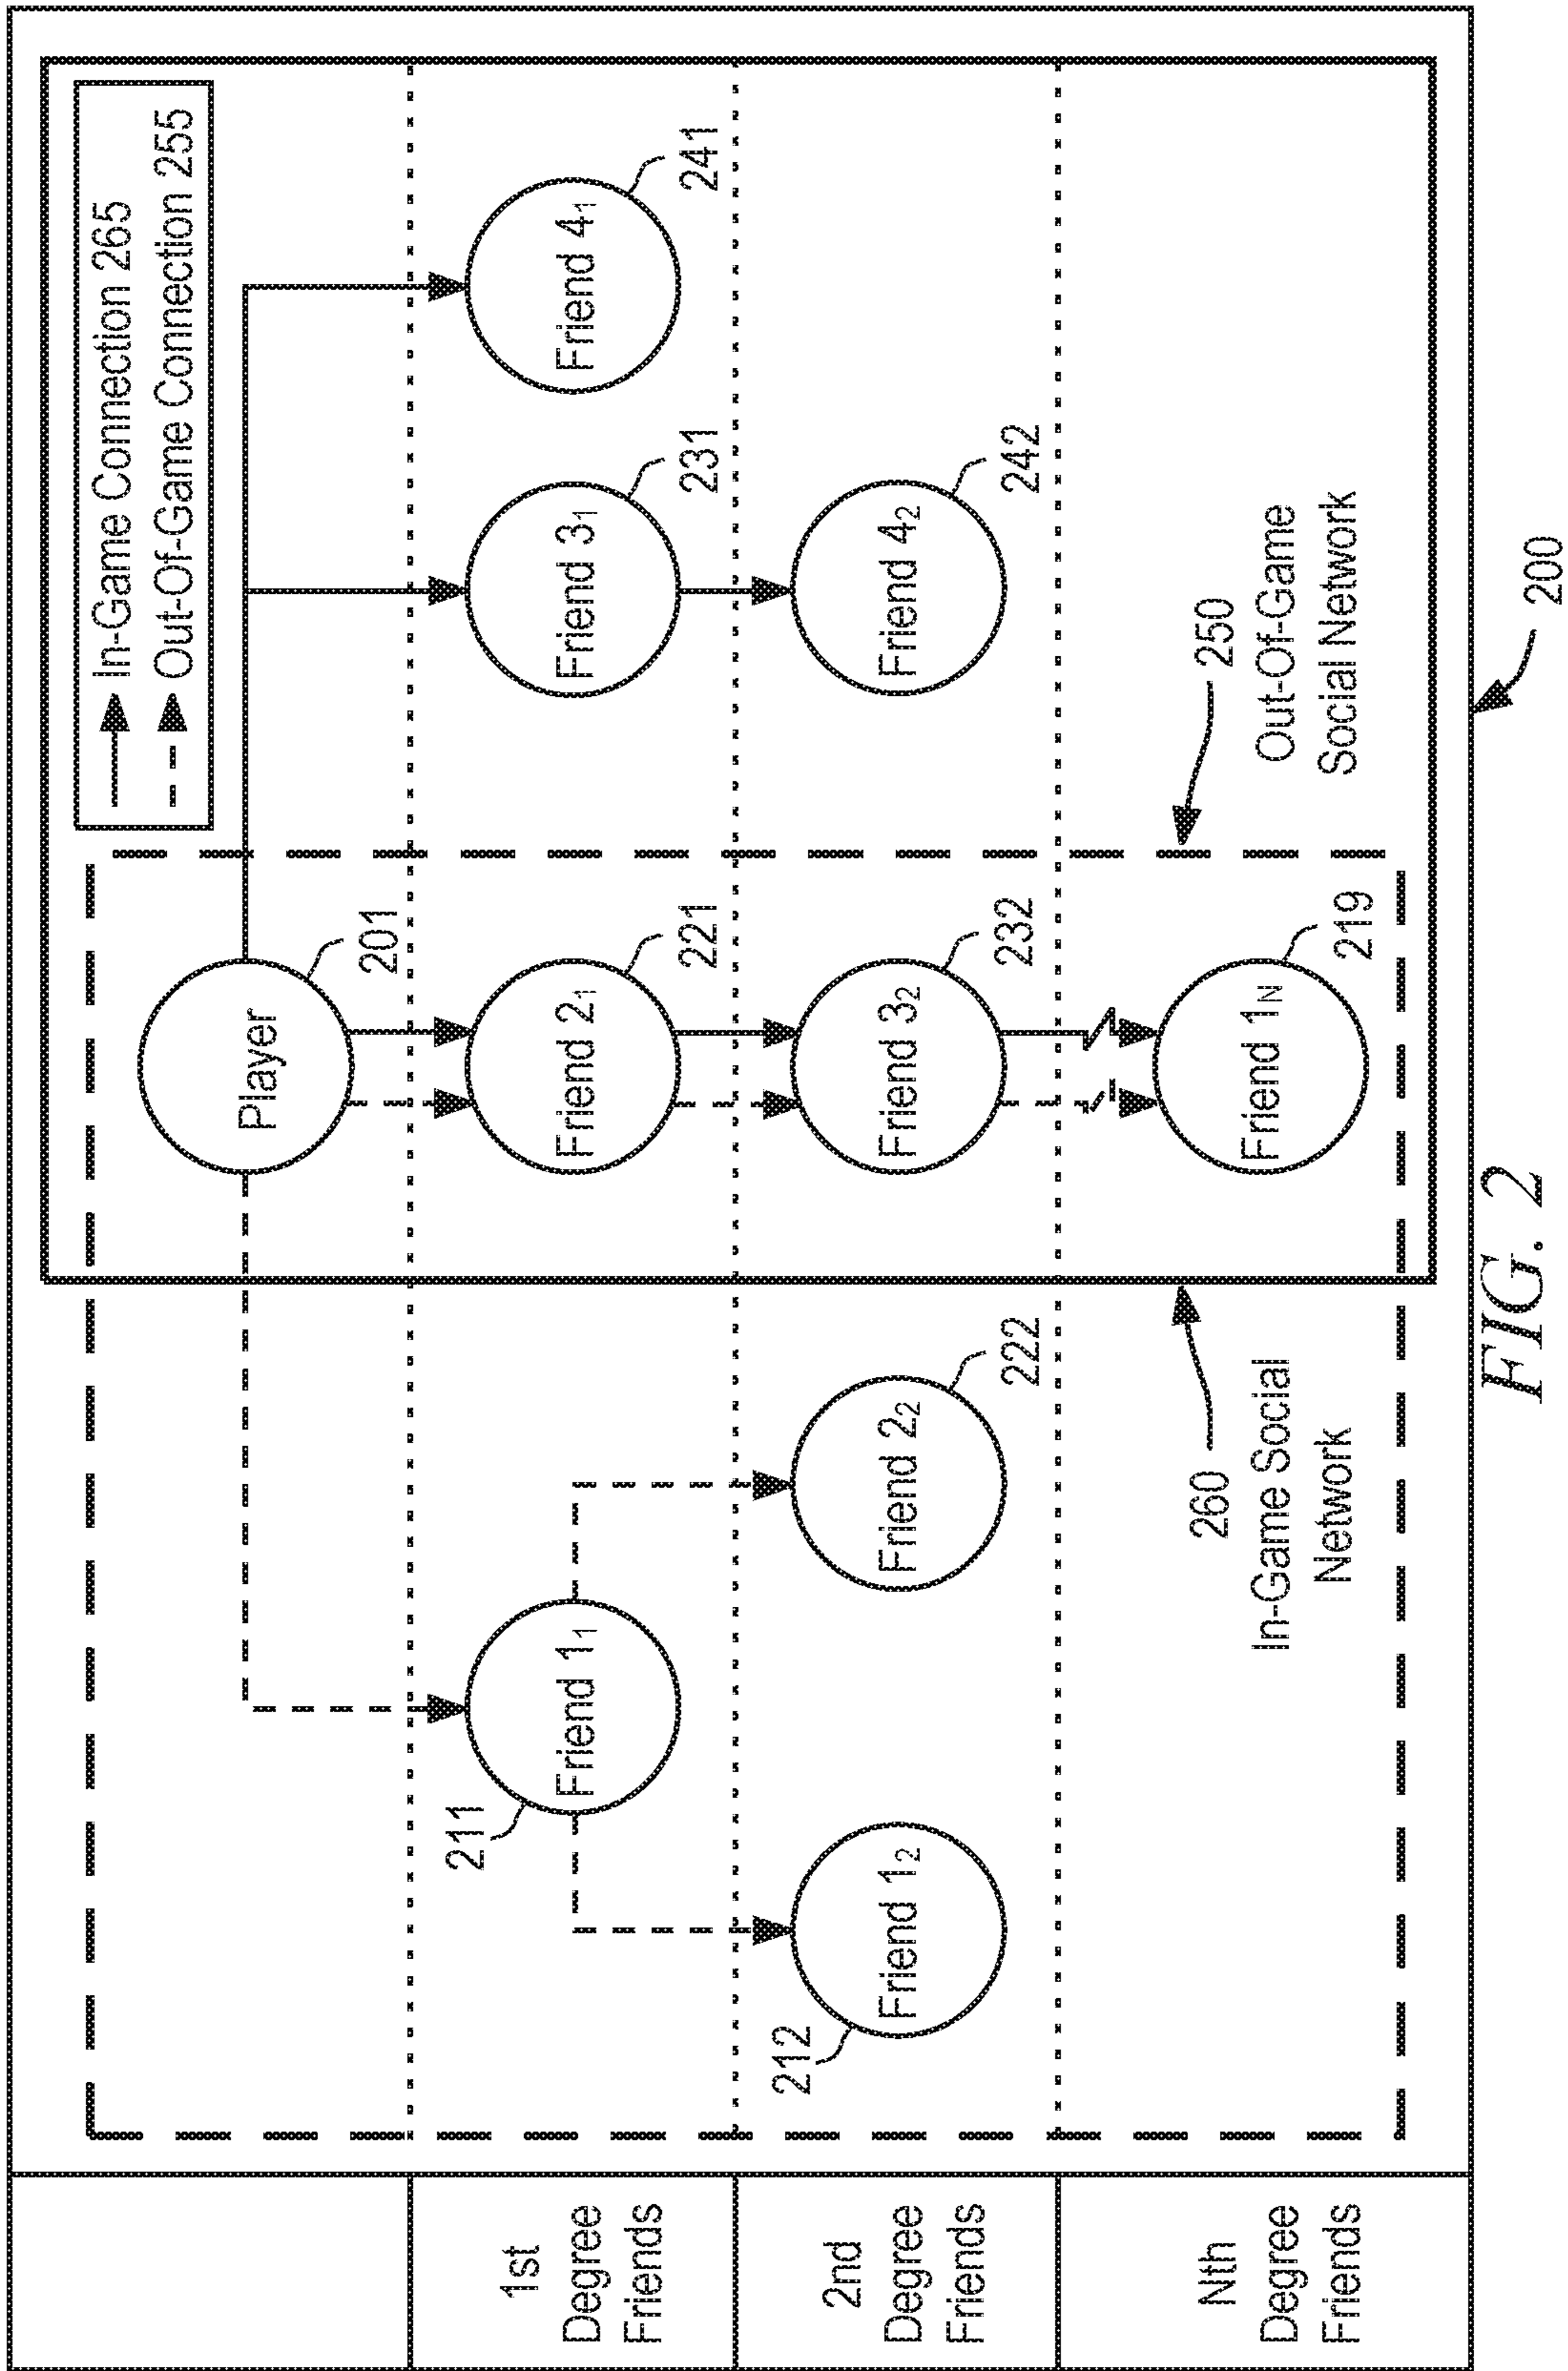 In-Game Connection 265
Out-Of-Game Connection 255
Player
201
1st
Degree
Friends
211
Friend 1₁
Friend 2₁
221
Friend 3₁
231
Friend 4₁
241
2nd
Degree
Friends
212
Friend 1₂
Friend 2₂
222
Friend 3₂
232
Friend 4₂
242
Nth
Degree
Friends
260
In-Game Social
Network
Friend 1N
219
250
Out-Of-Game
Social Network
200
FIG. 2